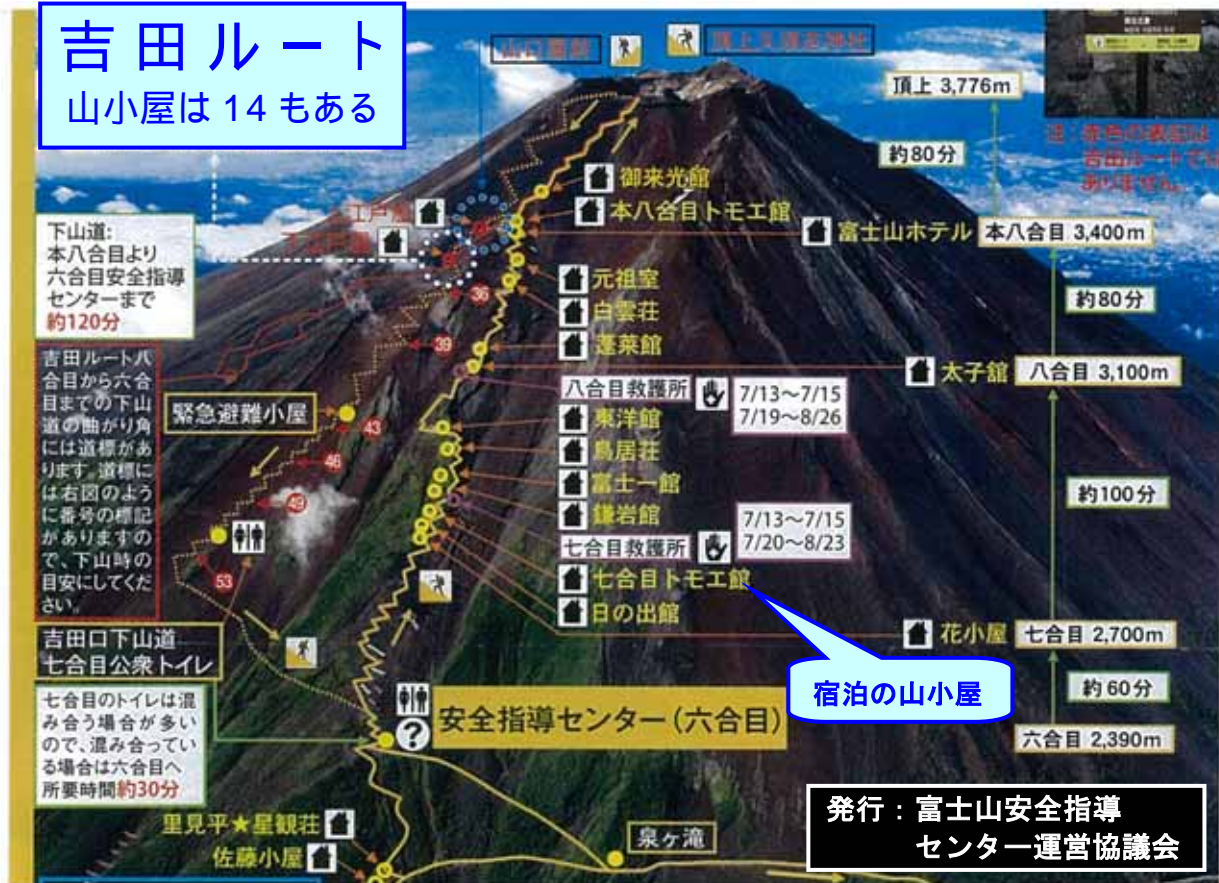 吉田ルート
山小屋は 14 もある
頂上 3,776m
約80分
御来光館
本八合目トモエ館
富士山ホテル
本八合目 3,400m
下山道:
本八合目より
六合目安全指導
センターまで
約120分
元祖室
白雲荘
蓬莱館
約80分
36
39
太子館
八合目 3,100m
吉田ルート八
合目から六合
目までの下山
道の曲がり角
には道標があ
ります。道標に
は右図のよう
に番号の標記
がありますの
で、下山時の
目安にしてくだ
さい。
緊急避難小屋
43
46
49
53
八合目救護所
7/13～7/15
7/19～8/26
東洋館
鳥居荘
富士一館
鎌岩館
約100分
七合目救護所
7/13～7/15
7/20～8/23
七合目トモエ館
日の出館
花小屋
七合目 2,700m
宿泊の山小屋
約60分
六合目 2,390m
吉田口下山道
七合目公衆トイレ
七合目のトイレは混
み合う場合が多い
ので、混み合ってい
る場合は六合目へ
所要時間約30分
?
安全指導センター(六合目)
里見平★星観荘
佐藤小屋
泉ヶ滝
発行：富士山安全指導
センター運営協議会